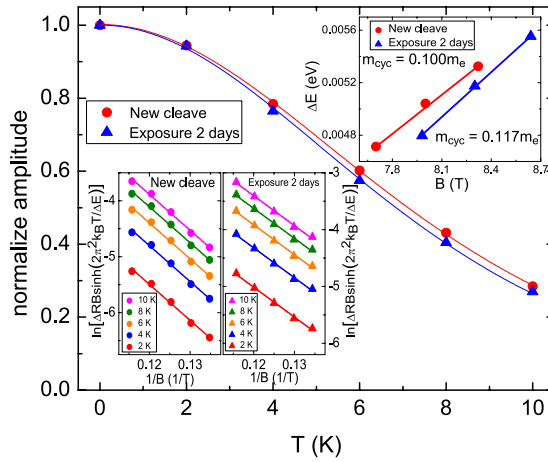 1.0
0.8
0.6
0.4
0.2
0.0
normalize amplitude
0
2
4
6
8
10
T (K)
New cleave
Exposure 2 days
0.0056
0.0052
0.0048
ΔE (eV)
New cleave
Exposure 2 days
m_cyc = 0.100m_e
m_cyc = 0.117m_e
7.8
8.1
8.4
8.7
B (T)
ln[ΔRBsinh(2π²k_BT/ΔE)]
-4
-5
-6
New cleave
10 K
8 K
6 K
4 K
2 K
0.12
0.13
1/B (1/T)
Exposure 2 days
10 K
8 K
6 K
4 K
2 K
0.12
0.13
1/B (1/T)
-3
-4
-5
-6
ln[ΔRBsinh(2π²k_BT/ΔE)]